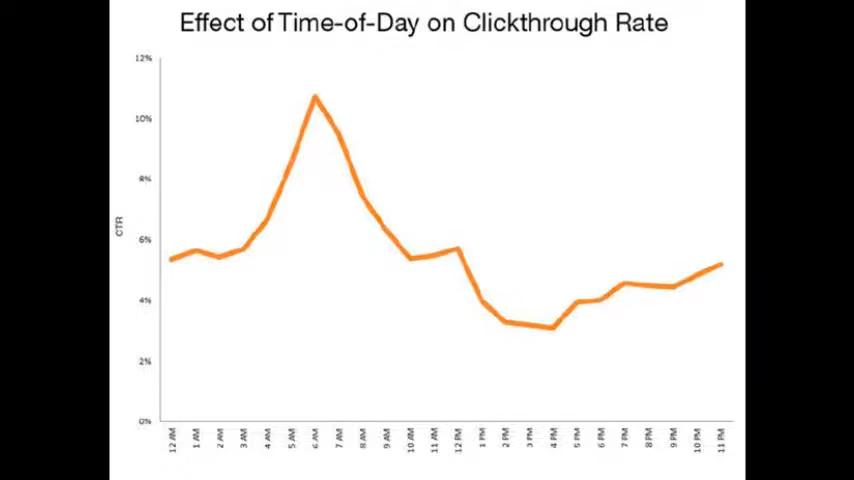 Effect of Time-of-Day on Clickthrough Rate
12%
10%
8%
6%
4%
2%
0%
CTR
12 AM
1 AM
2 AM
3 AM
4 AM
5 AM
6 AM
7 AM
8 AM
9 AM
10 AM
11 AM
12 PM
1 PM
2 PM
3 PM
4 PM
5 PM
6 PM
7 PM
8 PM
9 PM
10 PM
11 PM